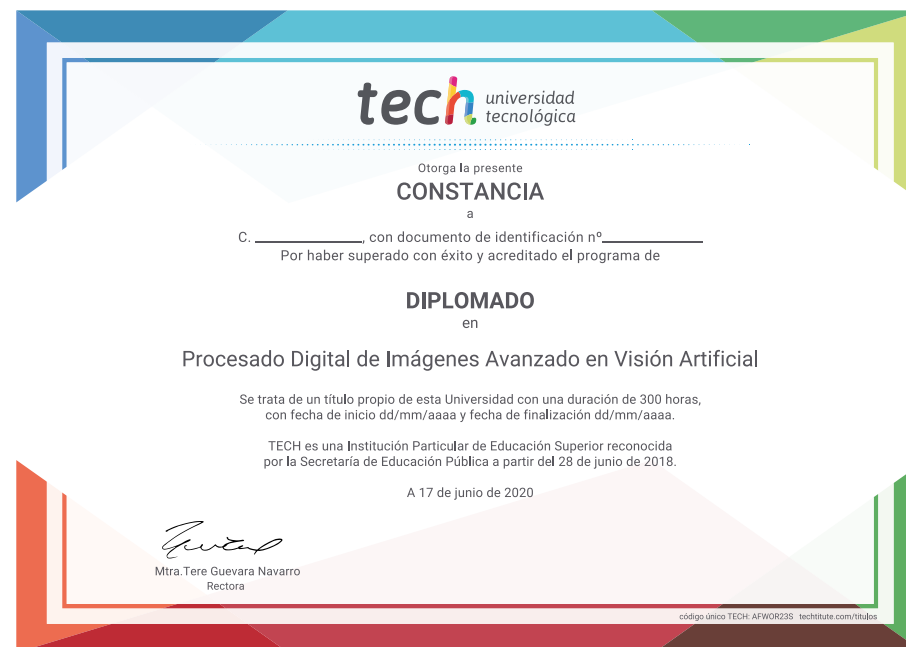 tech universidad
tecnológica
Otorga la presente
CONSTANCIA
a
C. ____________, con documento de identificación nº____________
Por haber superado con éxito y acreditado el programa de
DIPLOMADO
en
Procesado Digital de Imágenes Avanzado en Visión Artificial
Se trata de un título propio de esta Universidad con una duración de 300 horas,
con fecha de inicio dd/mm/aaaa y fecha de finalización dd/mm/aaaa.
TECH es una Institución Particular de Educación Superior reconocida
por la Secretaría de Educación Pública a partir del 28 de junio de 2018.
A 17 de junio de 2020
Mtra.Tere Guevara Navarro
Rectora
código único TECH: AFWOR23S techtitute.com/titulos